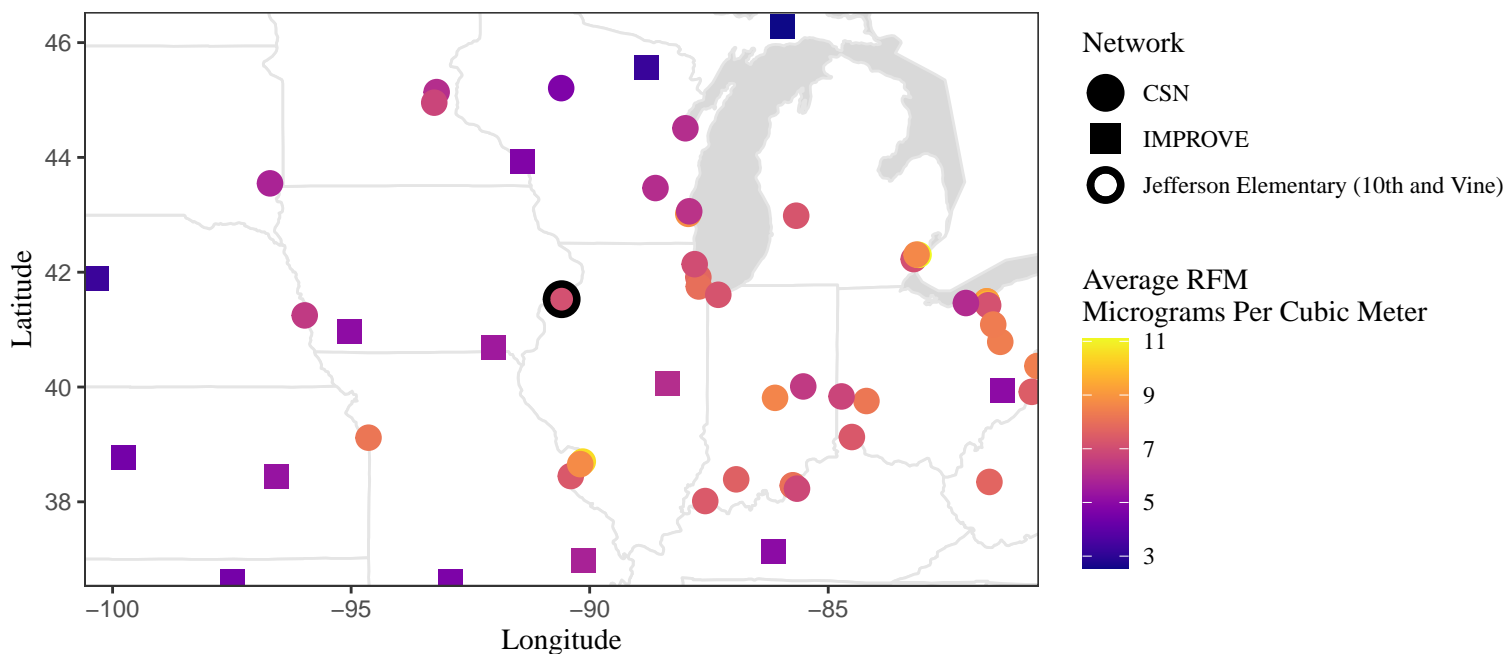 46
44
42
40
38
Latitude
−100
−95
−90
−85
Longitude
Network
CSN
IMPROVE
Jefferson Elementary (10th and Vine)
Average RFM
Micrograms Per Cubic Meter
11
9
7
5
3